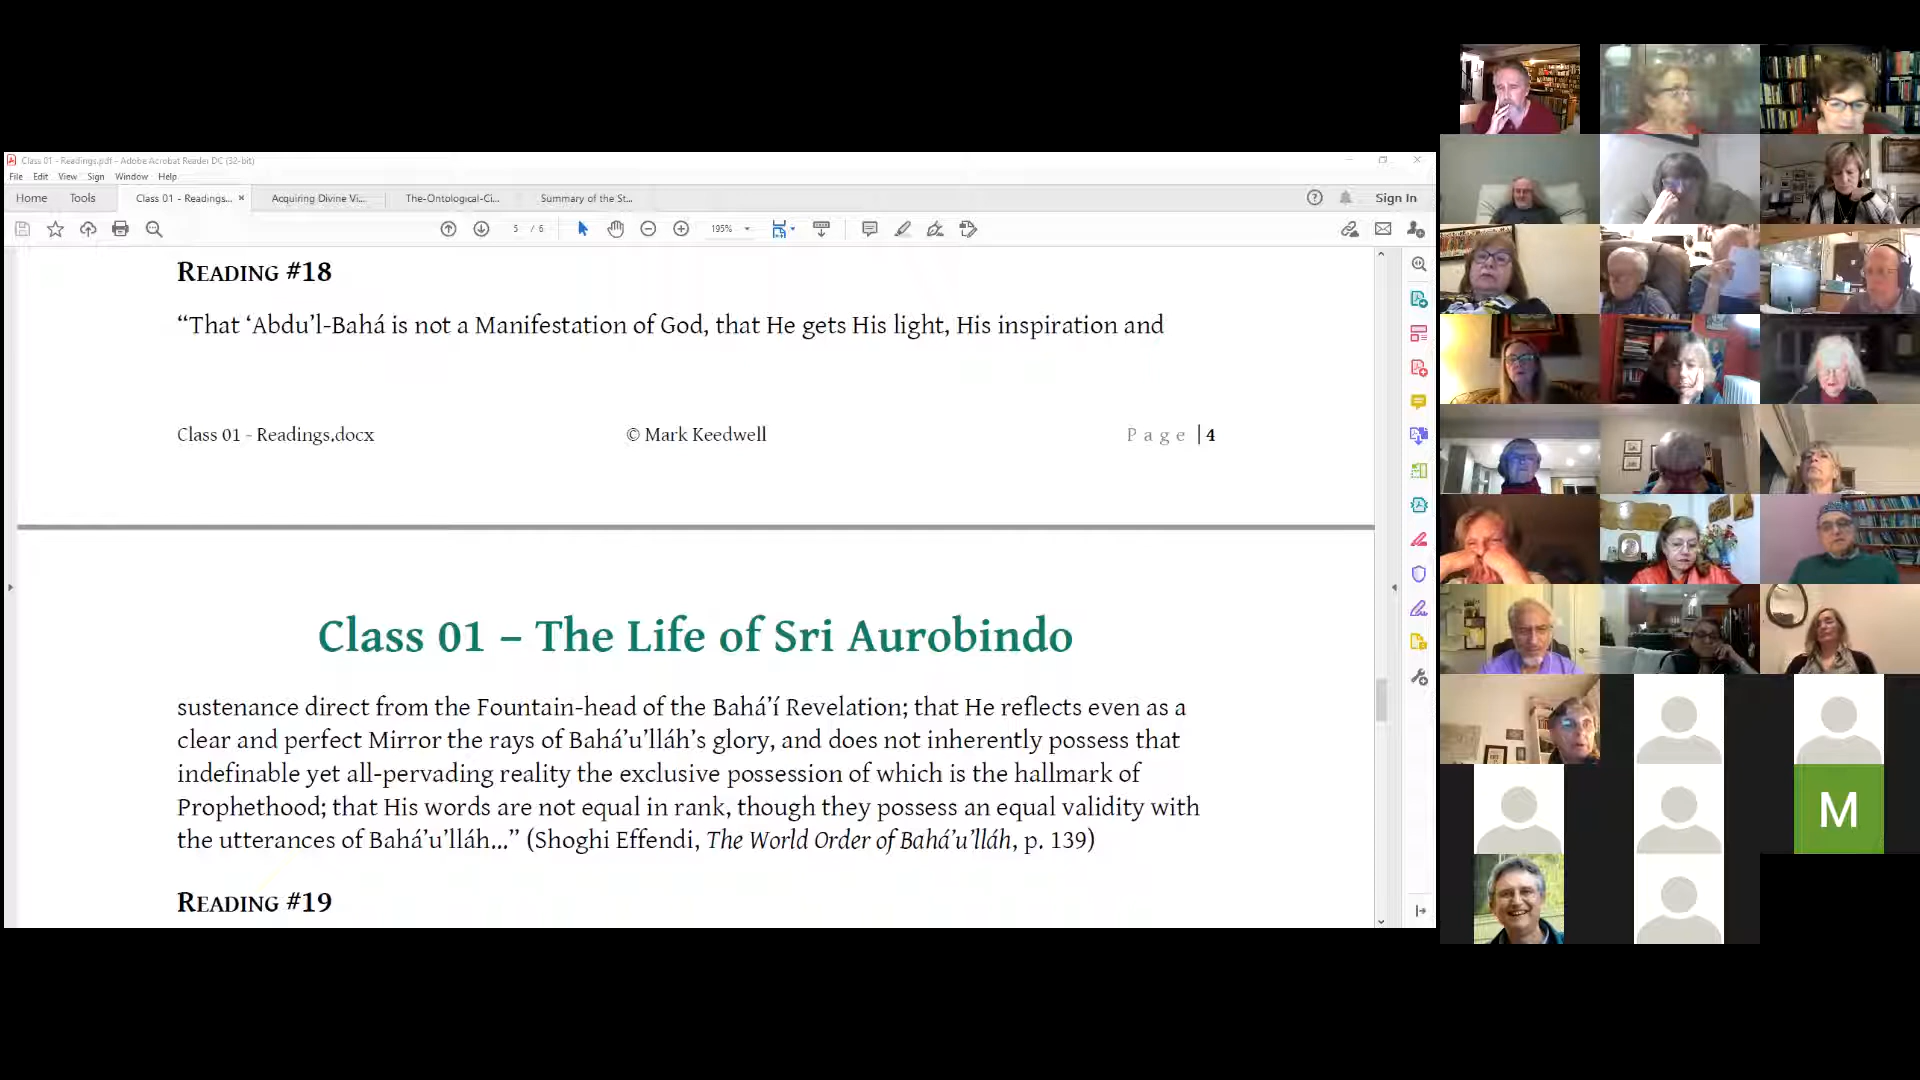 Class 01 - Readings.pdf - Adobe Acrobat Reader DC (32-bit)
File Edit View Sign Window Help
Home Tools Class 01 - Readings... × Acquiring Divine Vi... The-Ontological-Ci... Summary of the St... Sign In
5 / 6 195%
READING #18
“That ‘Abdu’l-Bahá is not a Manifestation of God, that He gets His light, His inspiration and
Class 01 - Readings.docx © Mark Keedwell Page | 4
Class 01 – The Life of Sri Aurobindo
sustenance direct from the Fountain-head of the Bahá’í Revelation; that He reflects even as a
clear and perfect Mirror the rays of Bahá’u’lláh’s glory, and does not inherently possess that
indefinable yet all-pervading reality the exclusive possession of which is the hallmark of
Prophethood; that His words are not equal in rank, though they possess an equal validity with
the utterances of Bahá’u’lláh...” (Shoghi Effendi, The World Order of Bahá’u’lláh, p. 139)
READING #19
M